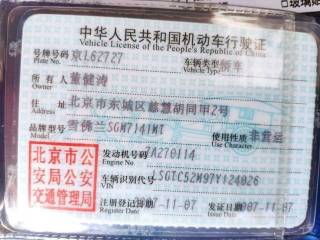 中华人民共和国机动车行驶证
Vehicle License of the People's Republic of China
号牌号码 京L62727 车辆类型 轿车
Plate No. Vehicle Type
所有人 董健涛
Owner
住址 北京市东城区慈慧胡同甲2号
Address
品牌型号 雪佛兰SGM7141MT 使用性质 非营运
Model Use Character
北京市公安局公安交通管理局
发动机号码 7A270114
Engine No.
车辆识别代号 LSGTC52M97Y124026
VIN
注册登记日期 07-11-07 发证日期 2007-11-07
Register Date Issue Date